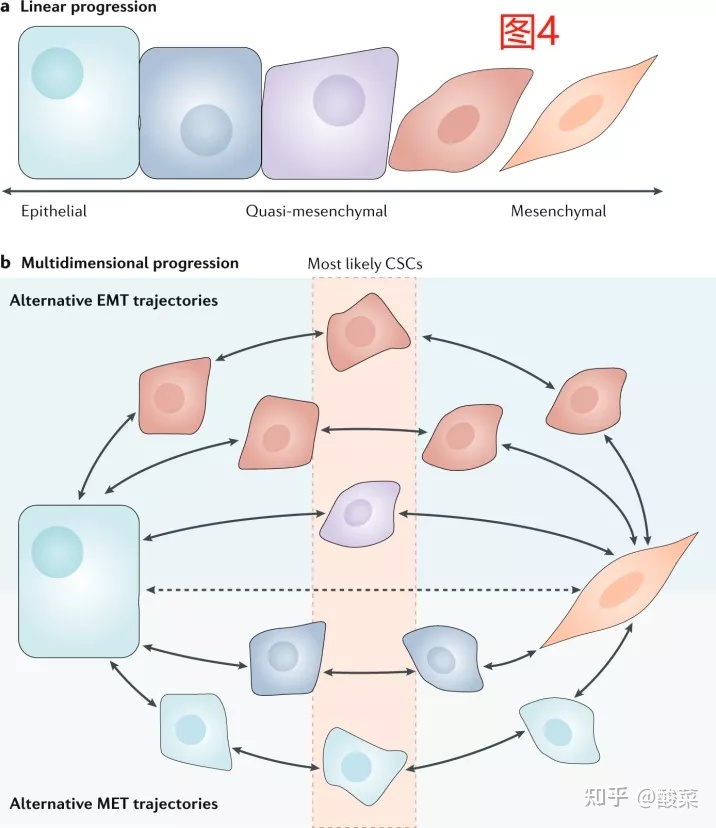 a Linear progression
图4
Epithelial
Quasi-mesenchymal
Mesenchymal
b Multidimensional progression
Most likely CSCs
Alternative EMT trajectories
Alternative MET trajectories
知乎 @酸菜